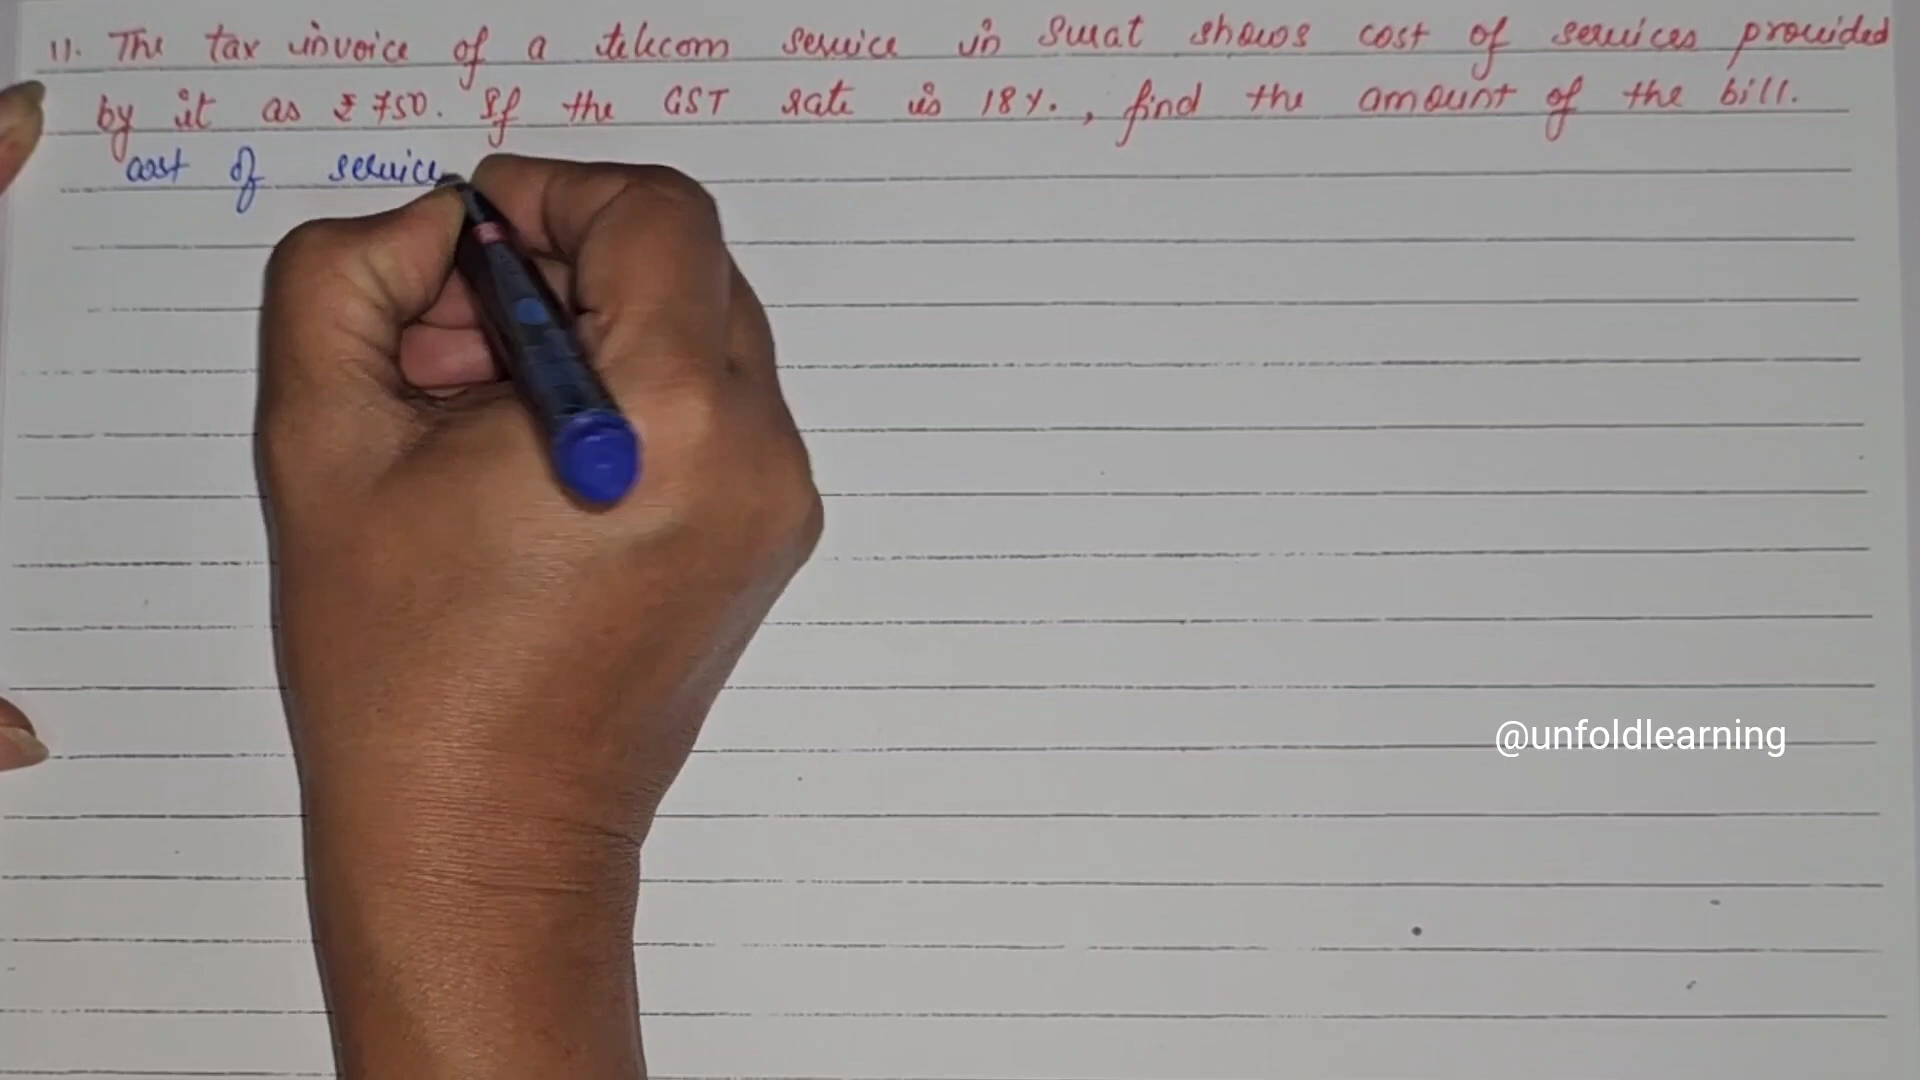 11. The tax invoice of a telecom service in Surat shows cost of services provided
by it as ₹ 750. If the GST rate is 18%., find the amount of the bill.
cost of service
@unfoldlearning